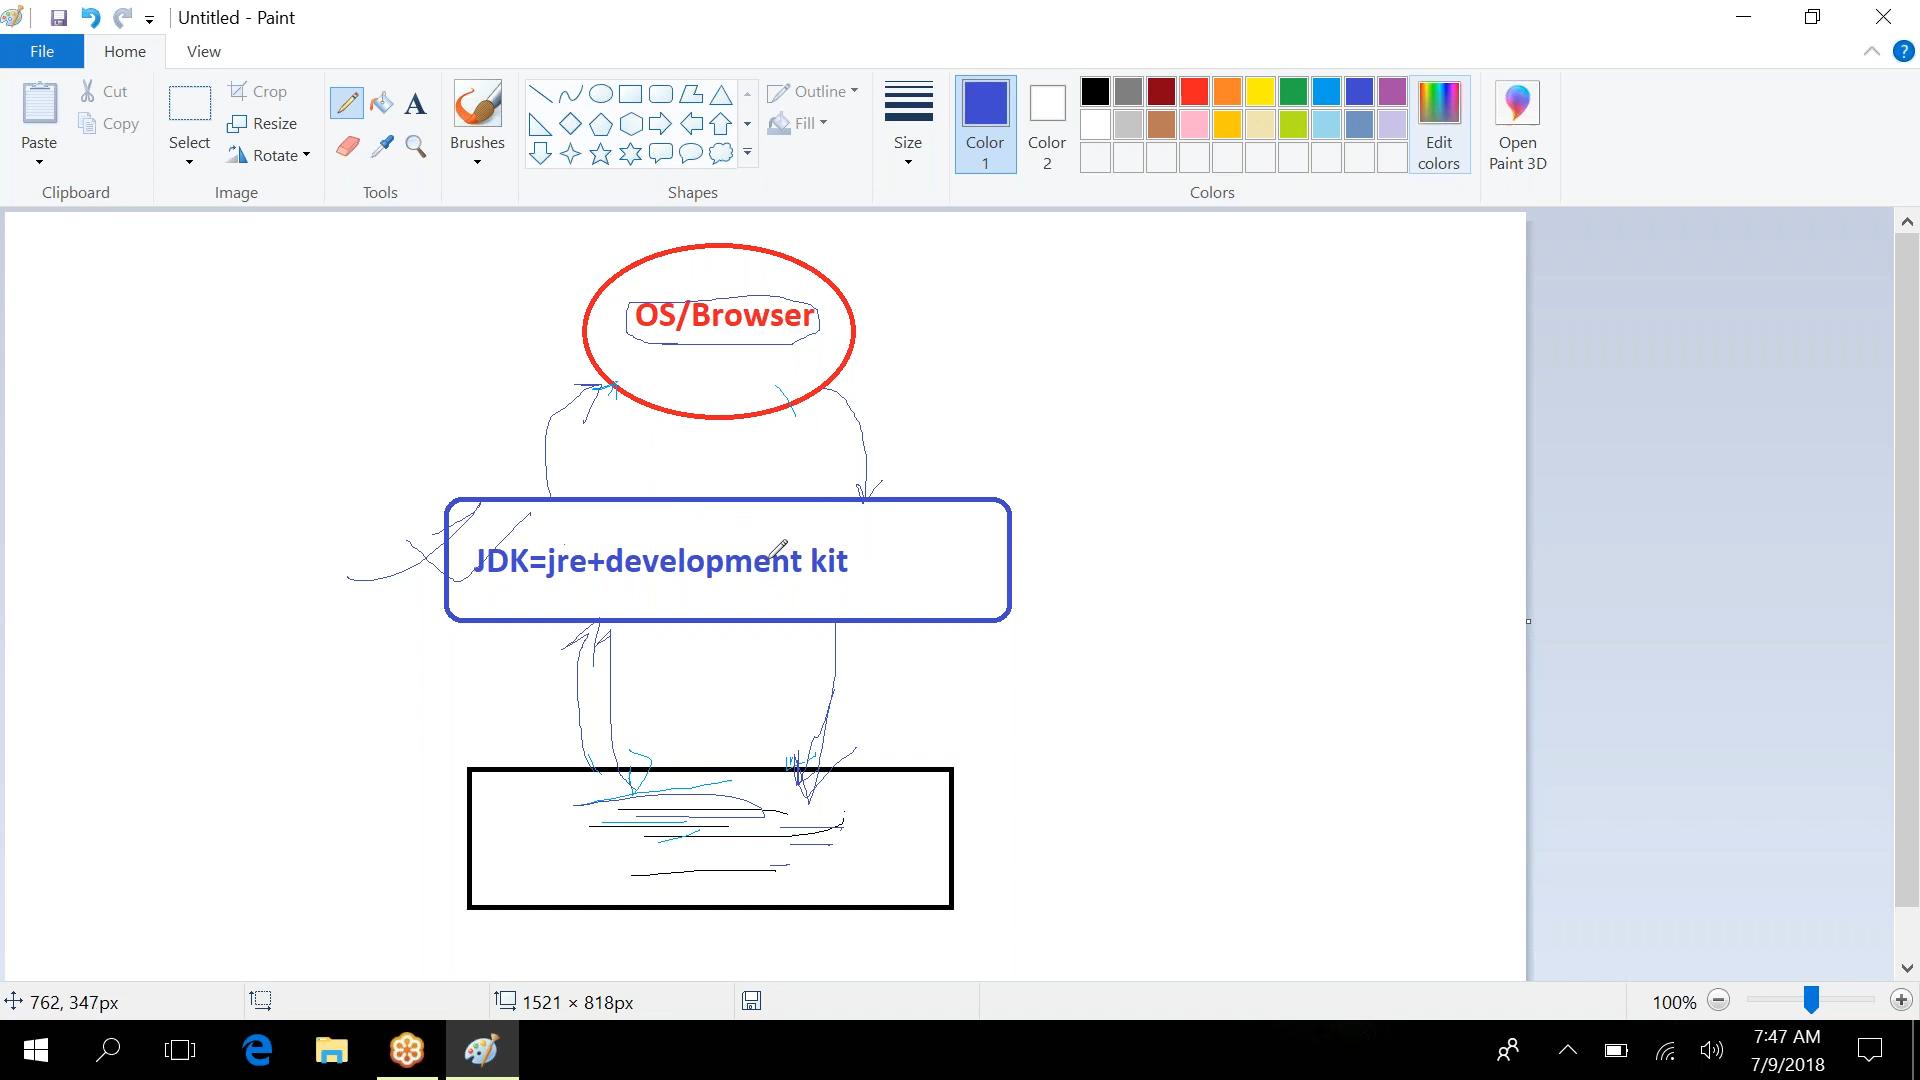 Untitled - Paint
File
Home
View
Paste
Cut
Copy
Clipboard
Select
Crop
Resize
Rotate
Image
A
Tools
Brushes
Outline
Fill
Shapes
Size
Color
1
Color
2
Colors
Edit
colors
Open
Paint 3D
?
OS/Browser
JDK=jre+development kit
762, 347px
1521 × 818px
100%
7:47 AM
7/9/2018